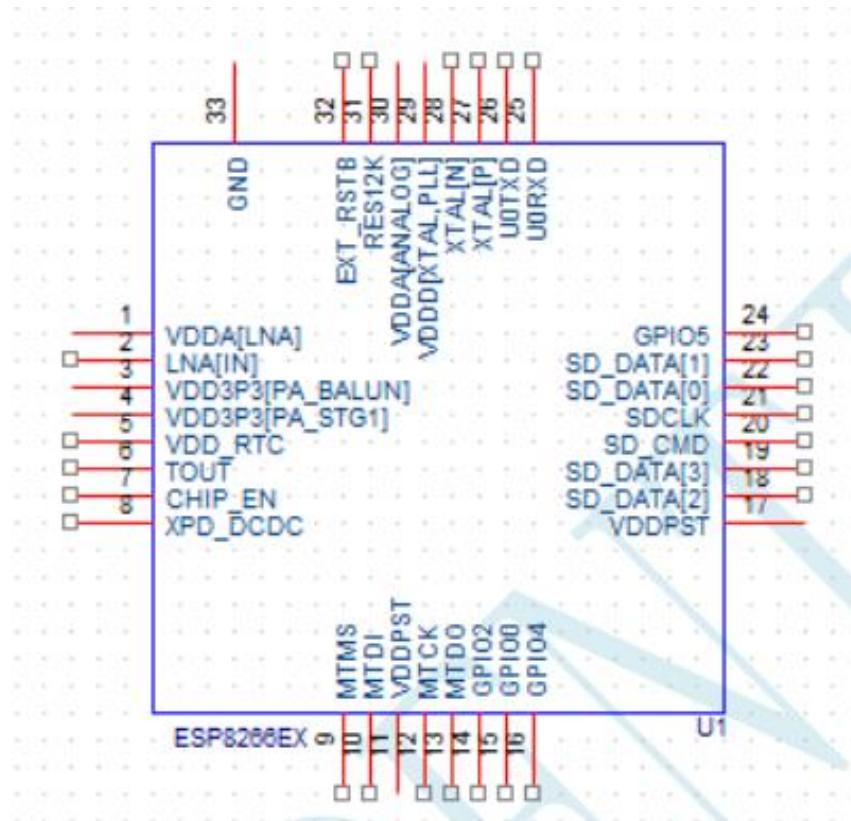 33
32
31
30
29
28
27
26
25
GND
EXT_RSTB
RES12K
VDDA[ANALOG]
VDDD[XTAL,PLL]
XTAL[N]
XTAL[P]
U0TXD
U0RXD
1
VDDA[LNA]
2
LNA[IN]
3
VDD3P3[PA_BALUN]
4
VDD3P3[PA_STG1]
5
VDD_RTC
6
TOUT
7
CHIP_EN
8
XPD_DCDC
24
GPIO5
23
SD_DATA[1]
22
SD_DATA[0]
21
SDCLK
20
SD_CMD
19
SD_DATA[3]
18
SD_DATA[2]
17
VDDPST
MTMS
MTDI
VDDPST
MTCK
MTDO
GPIO2
GPIO0
GPIO4
ESP8266EX
U1
9
10
11
12
13
14
15
16